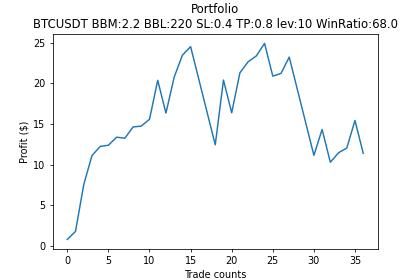 Portfolio
BTCUSDT BBM:2.2 BBL:220 SL:0.4 TP:0.8 lev:10 WinRatio:68.0
25
20
15
10
5
0
Profit ($)
0 5 10 15 20 25 30 35
Trade counts